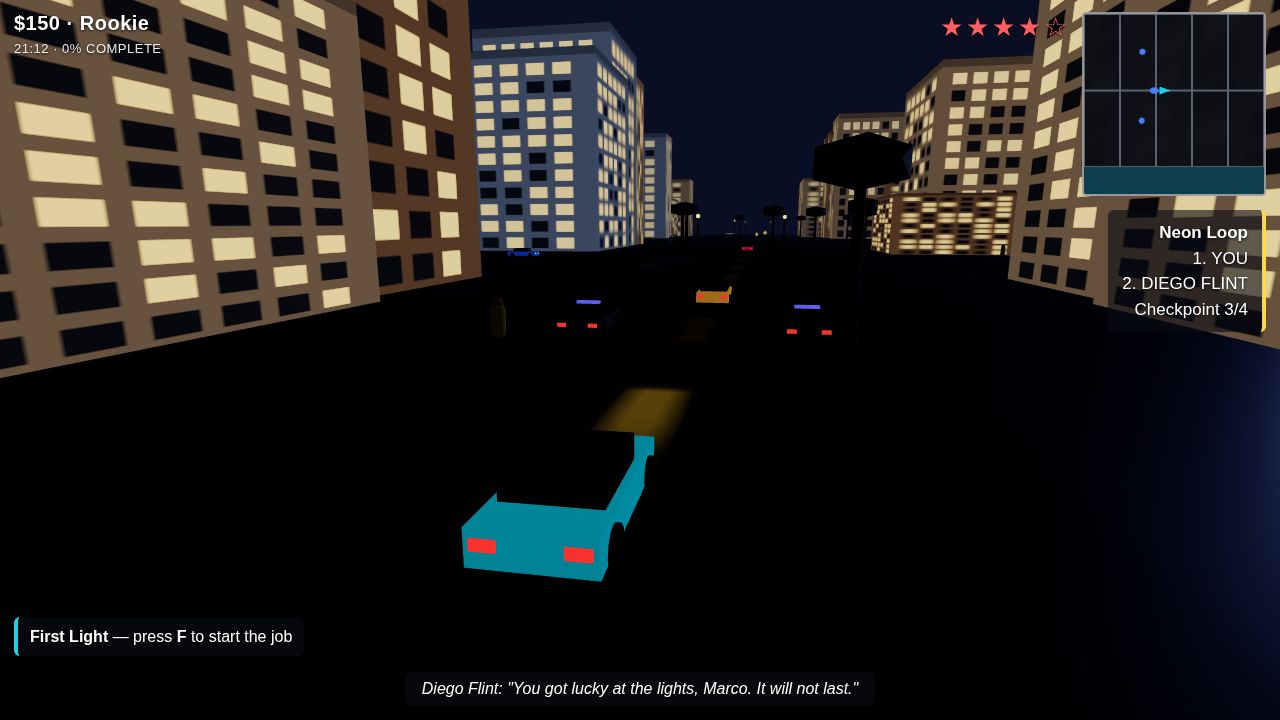 $150 · Rookie
21:12 · 0% COMPLETE
★★★★☆
Neon Loop
1. YOU
2. DIEGO FLINT
Checkpoint 3/4
First Light — press F to start the job
Diego Flint: "You got lucky at the lights, Marco. It will not last."